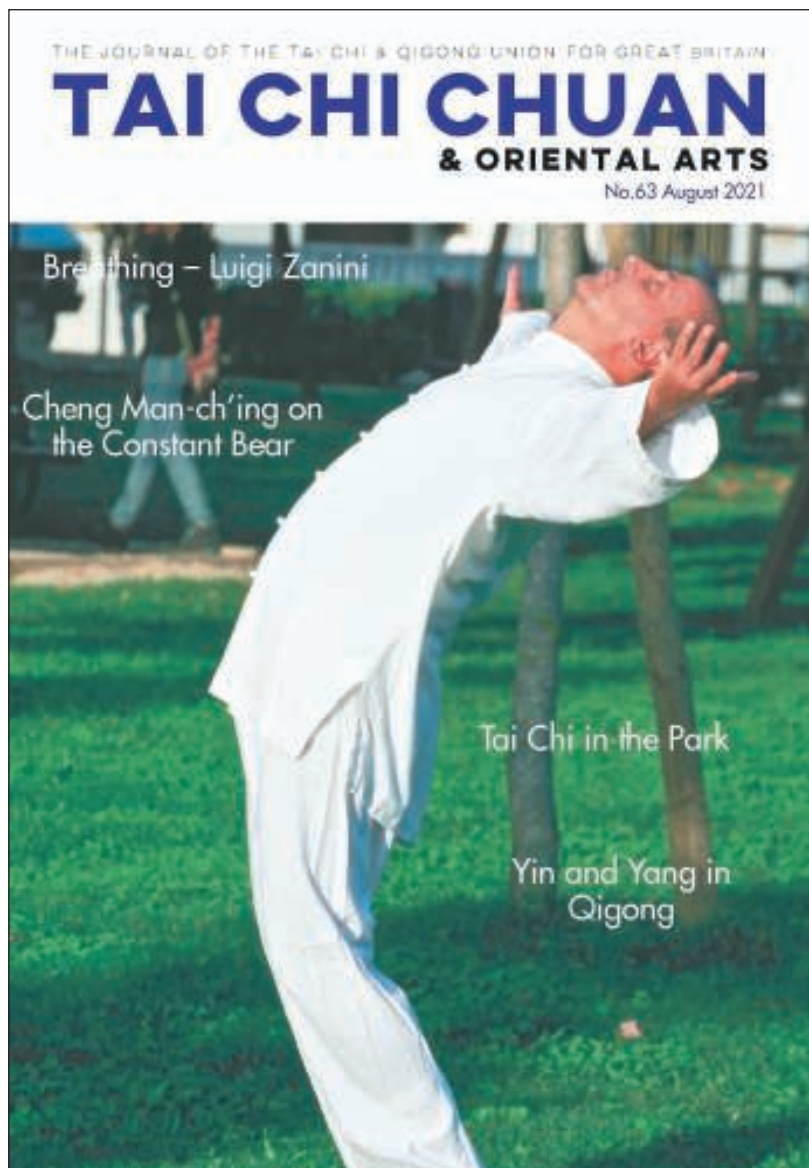 THE JOURNAL OF THE TAI CHI & QIGONG UNION FOR GREAT BRITAIN
TAI CHI CHUAN
& ORIENTAL ARTS
No.63 August 2021
Breathing – Luigi Zanini
Cheng Man-ch'ing on
the Constant Bear
Tai Chi in the Park
Yin and Yang in
Qigong